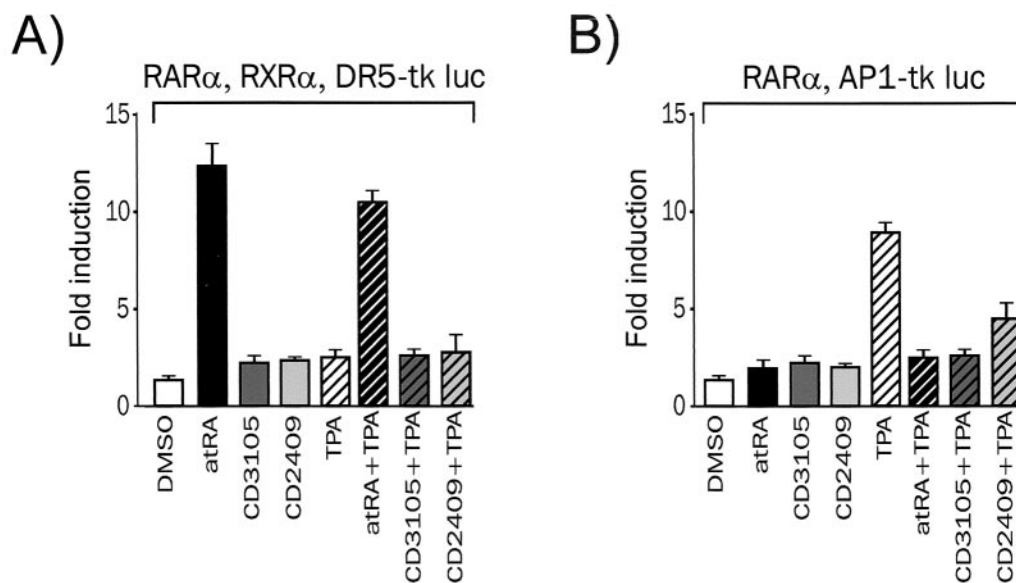 A)
RARα, RXRα, DR5-tk luc
Fold induction
15
10
5
0
DMSO
atRA
CD3105
CD2409
TPA
atRA+TPA
CD3105+TPA
CD2409+TPA
B)
RARα, AP1-tk luc
Fold induction
15
10
5
0
DMSO
atRA
CD3105
CD2409
TPA
atRA+TPA
CD3105+TPA
CD2409+TPA